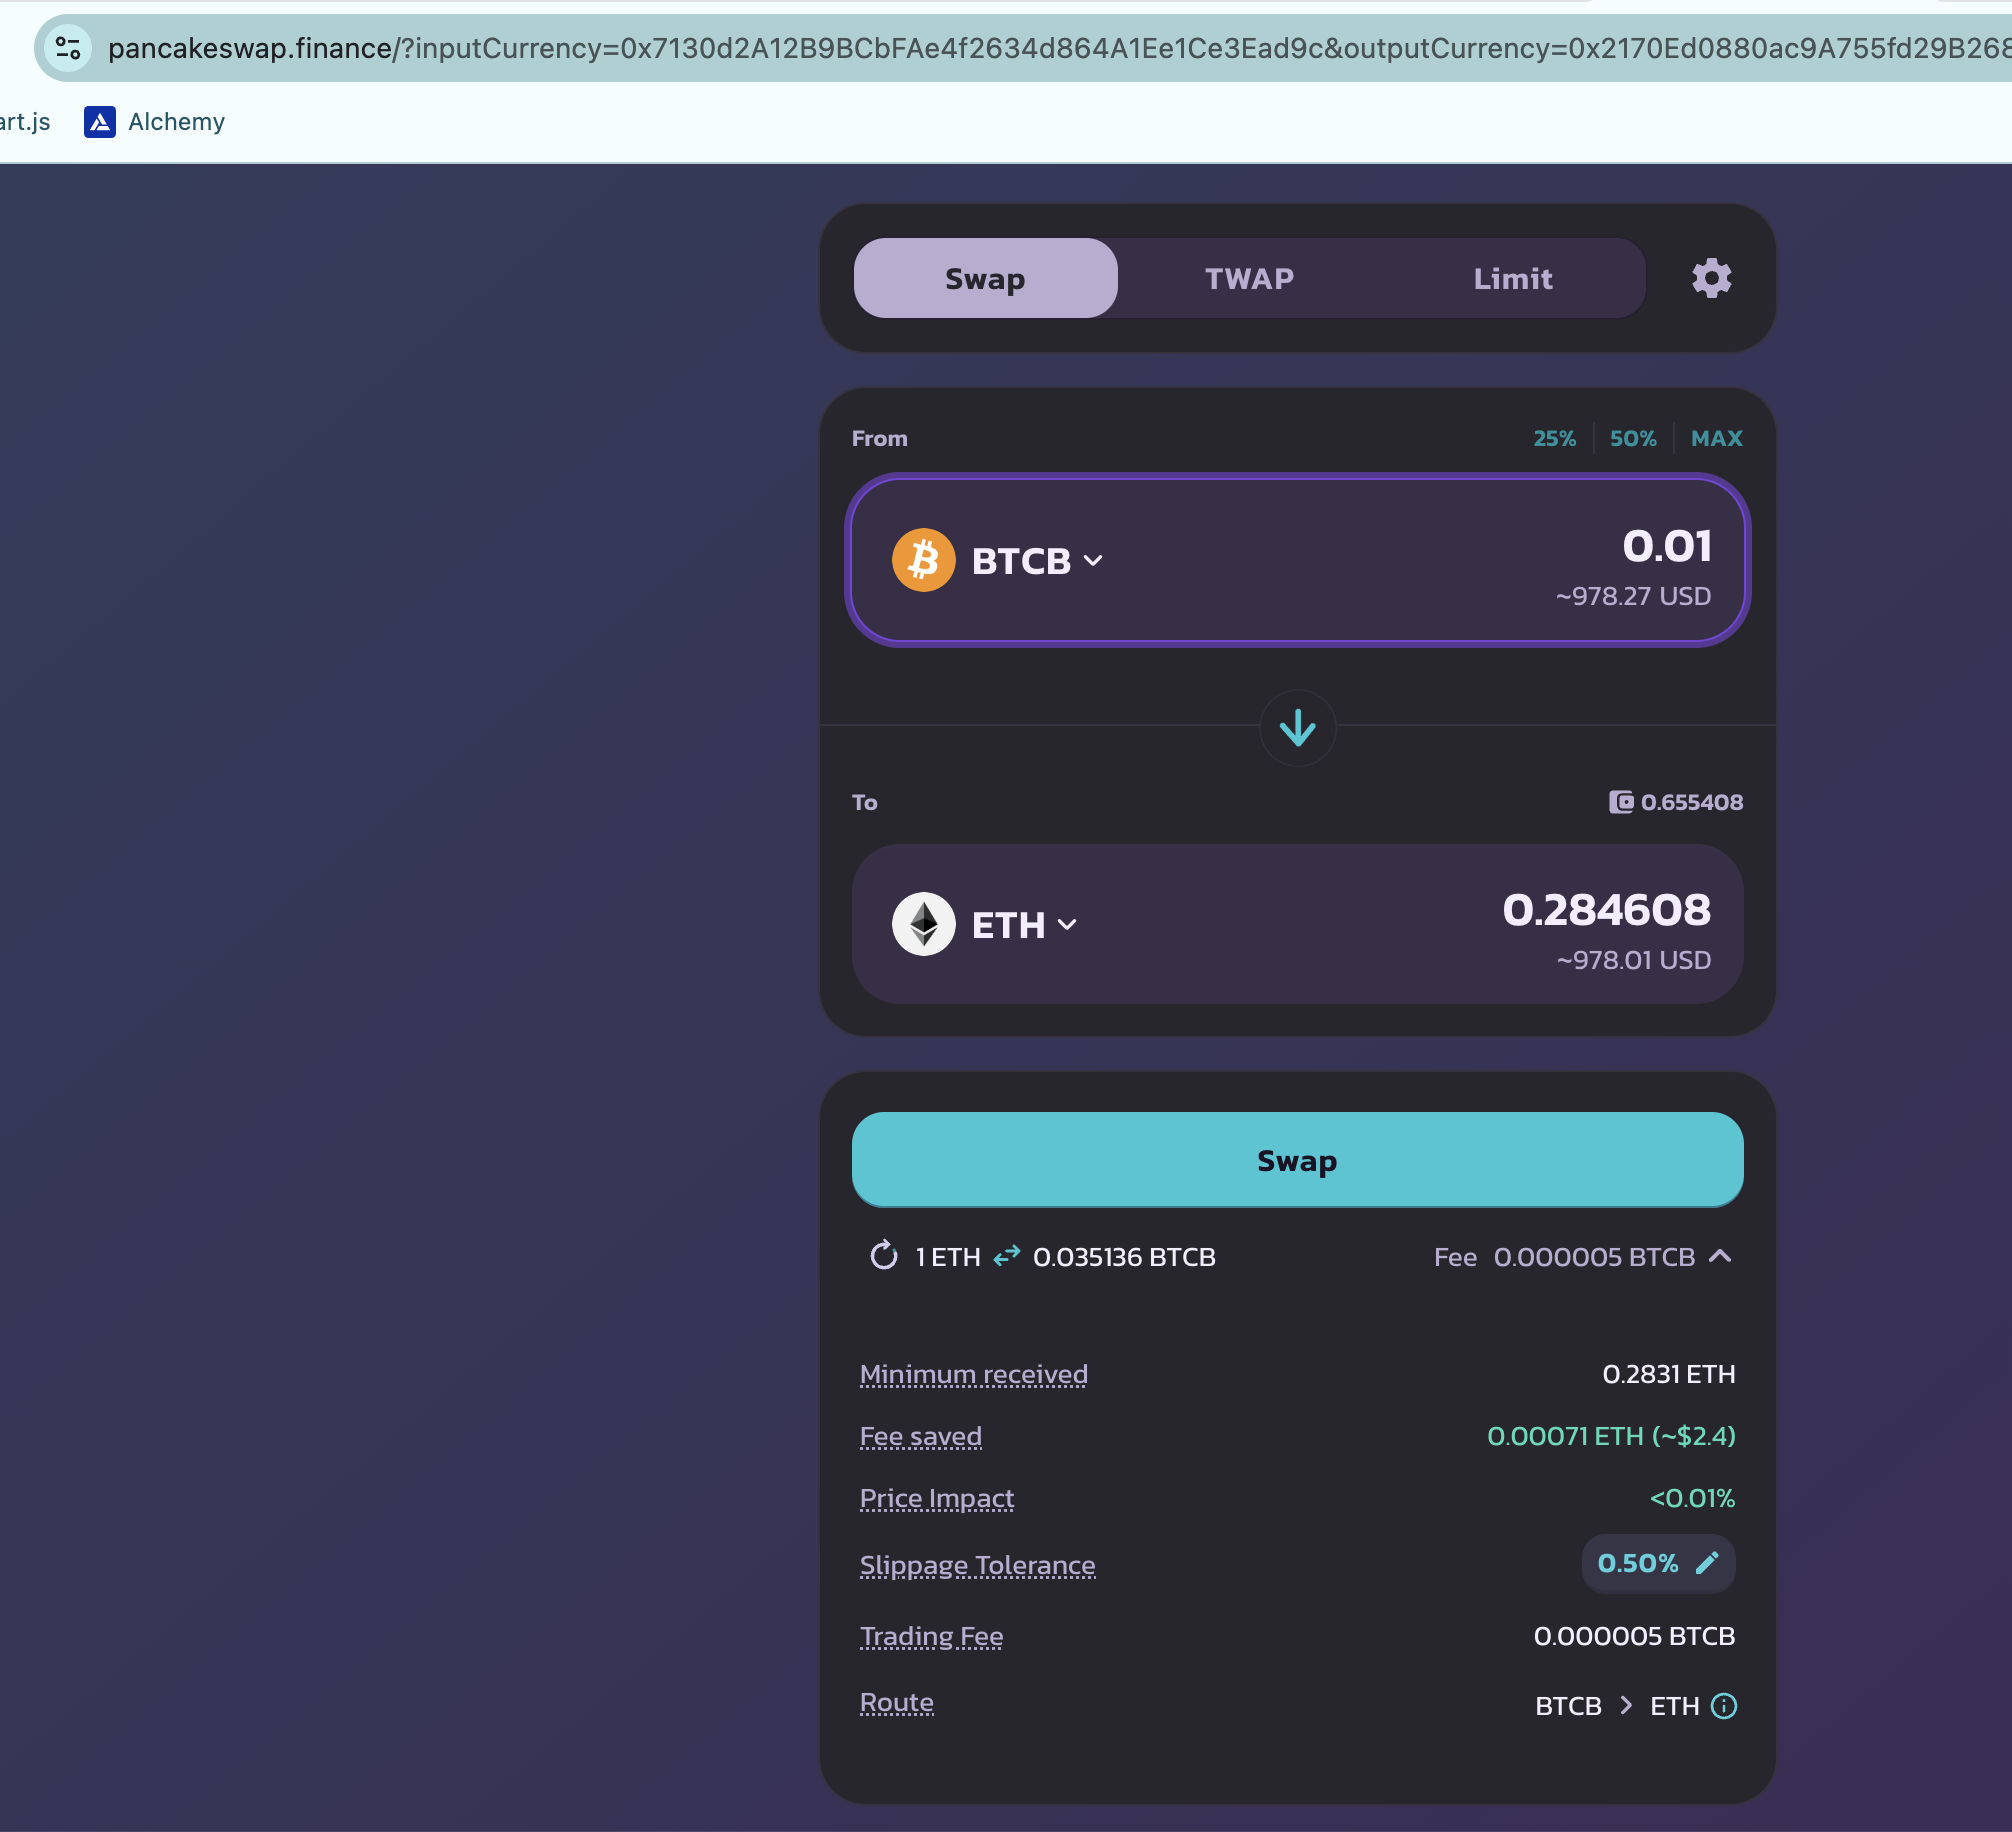 pancakeswap.finance/?inputCurrency=0x7130d2A12B9BCbFAe4f2634d864A1Ee1Ce3Ead9c&outputCurrency=0x2170Ed0880ac9A755fd29B268
art.js Alchemy
Swap TWAP Limit
From 25% 50% MAX
BTCB 0.01
~978.27 USD
To 0.655408
ETH 0.284608
~978.01 USD
Swap
1 ETH 0.035136 BTCB Fee 0.000005 BTCB
Minimum received 0.2831 ETH
Fee saved 0.00071 ETH (~$2.4)
Price Impact <0.01%
Slippage Tolerance 0.50%
Trading Fee 0.000005 BTCB
Route BTCB > ETH